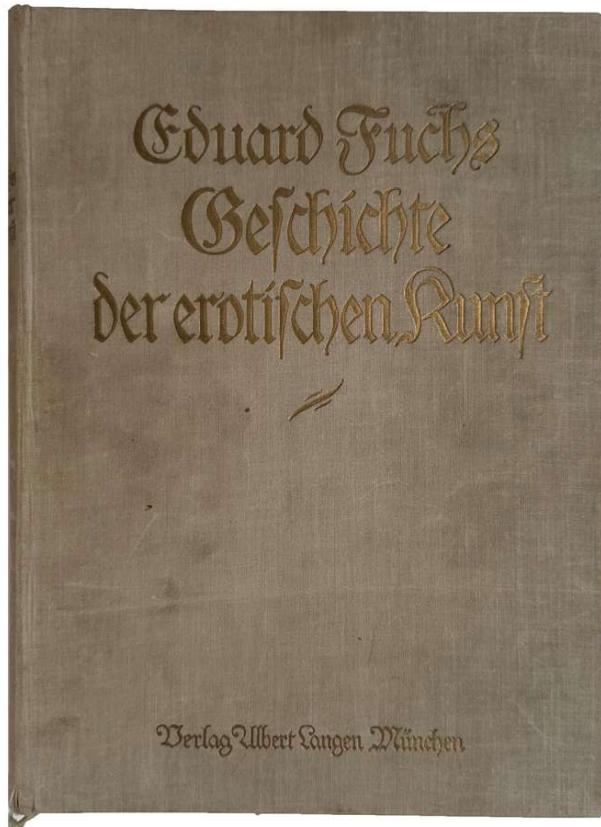 Eduard Fuchs
Geſchichte
der erotiſchen Kunſt
Verlag Albert Langen München